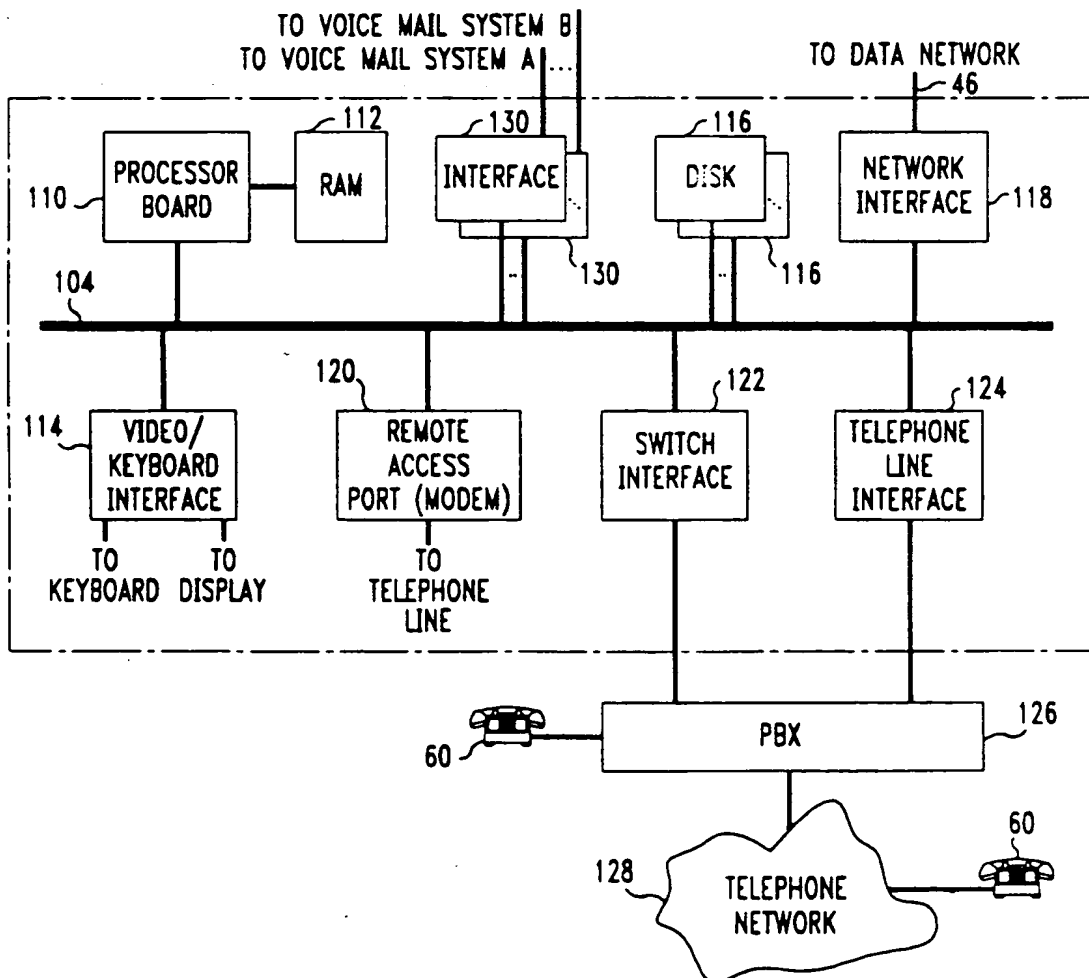 TO VOICE MAIL SYSTEM B
TO VOICE MAIL SYSTEM A ....
TO DATA NETWORK
46
112
130
116
PROCESSOR
BOARD
RAM
INTERFACE
DISK
NETWORK
INTERFACE
110
118
130
116
104
120
122
124
114
VIDEO/
KEYBOARD
INTERFACE
REMOTE
ACCESS
PORT (MODEM)
SWITCH
INTERFACE
TELEPHONE
LINE
INTERFACE
TO
KEYBOARD
TO
DISPLAY
TO
TELEPHONE
LINE
60
PBX
126
128
TELEPHONE
NETWORK
60